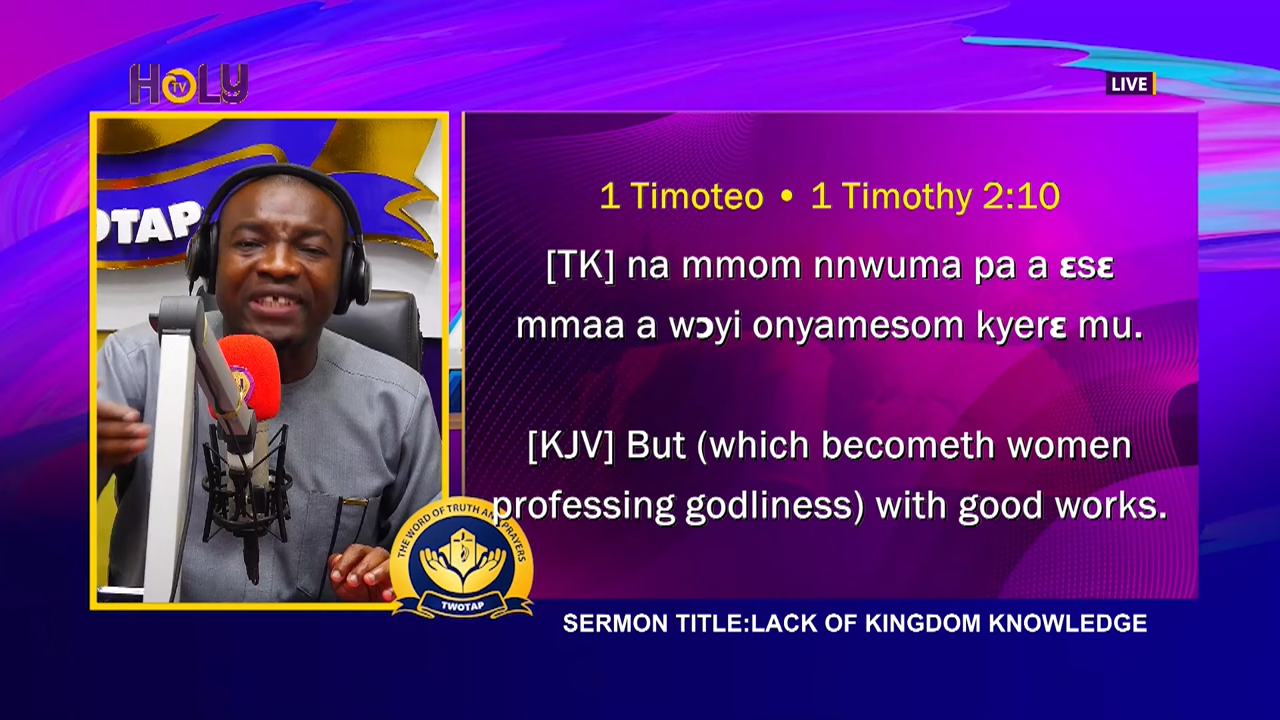 HOLY
TV
LIVE
OTAP
1 Timoteo • 1 Timothy 2:10
[TK] na mmom nnwuma pa a ɛsɛ
mmaa a wɔyi onyamesom kyerɛ mu.
[KJV] But (which becometh women
professing godliness) with good works.
THE WORD OF TRUTH AND PRAYERS
TWOTAP
SERMON TITLE:LACK OF KINGDOM KNOWLEDGE